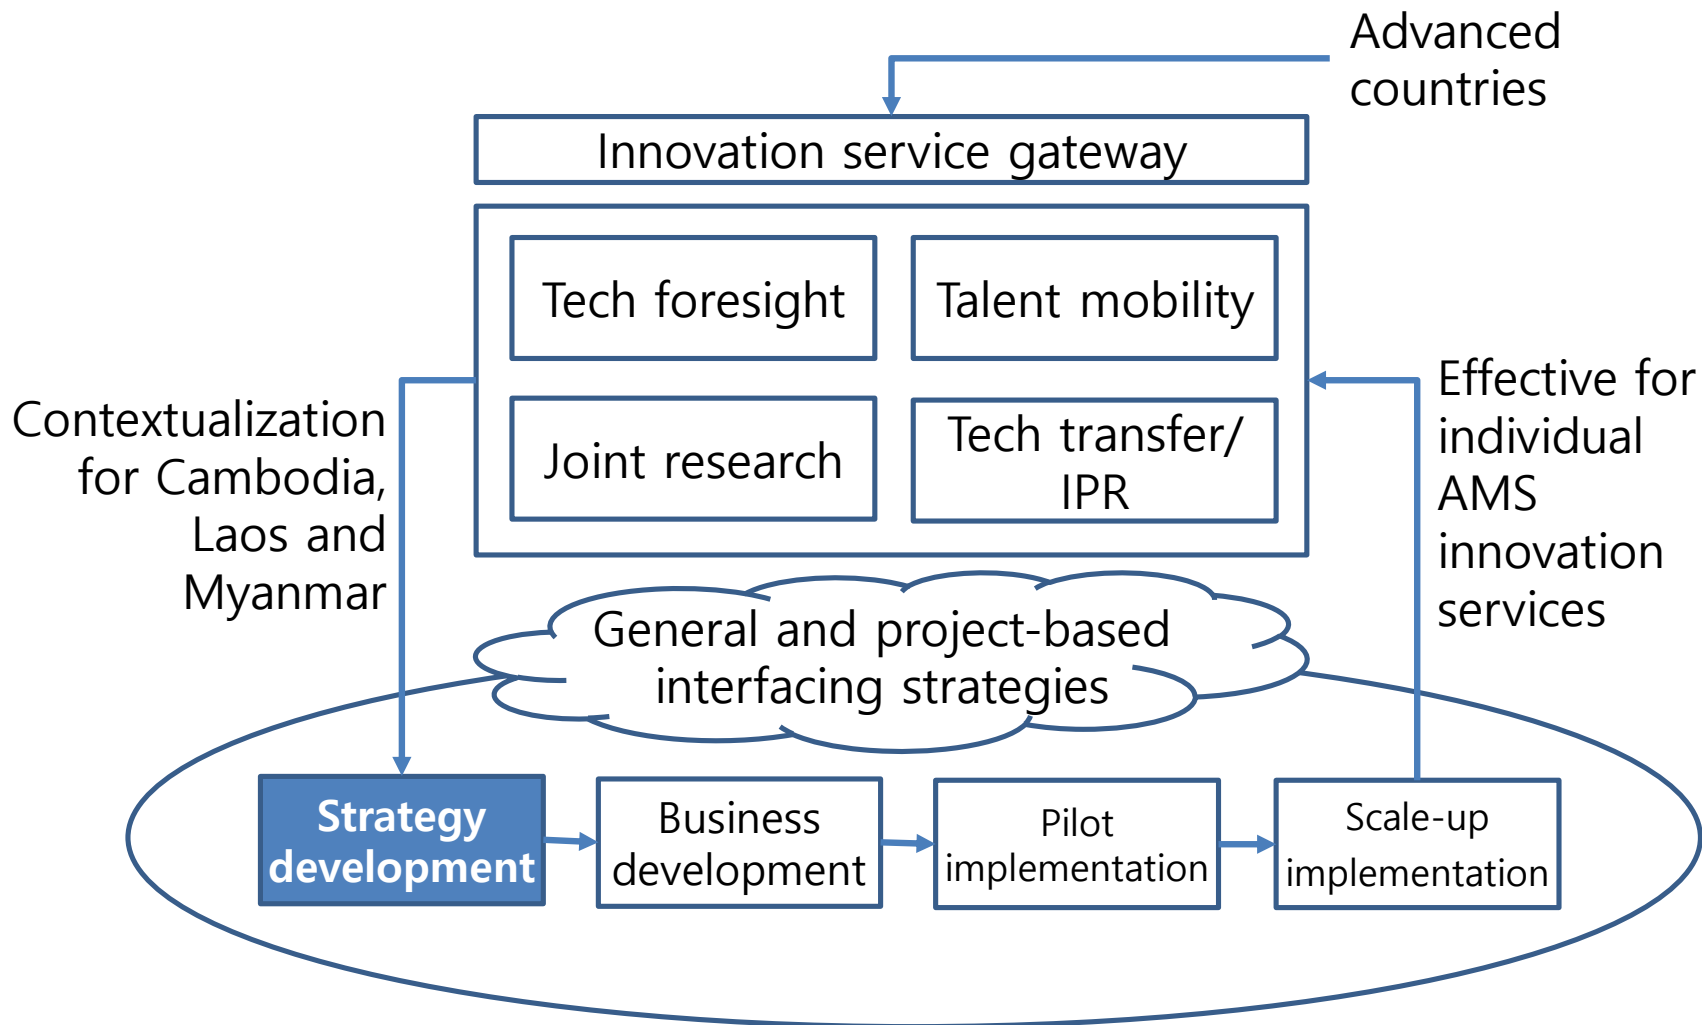 Advanced
countries
Innovation service gateway
Tech foresight
Talent mobility
Joint research
Tech transfer/
IPR
Contextualization
for Cambodia,
Laos and
Myanmar
Effective for
individual
AMS
innovation
services
General and project-based
interfacing strategies
Strategy
development
Business
development
Pilot
implementation
Scale-up
implementation